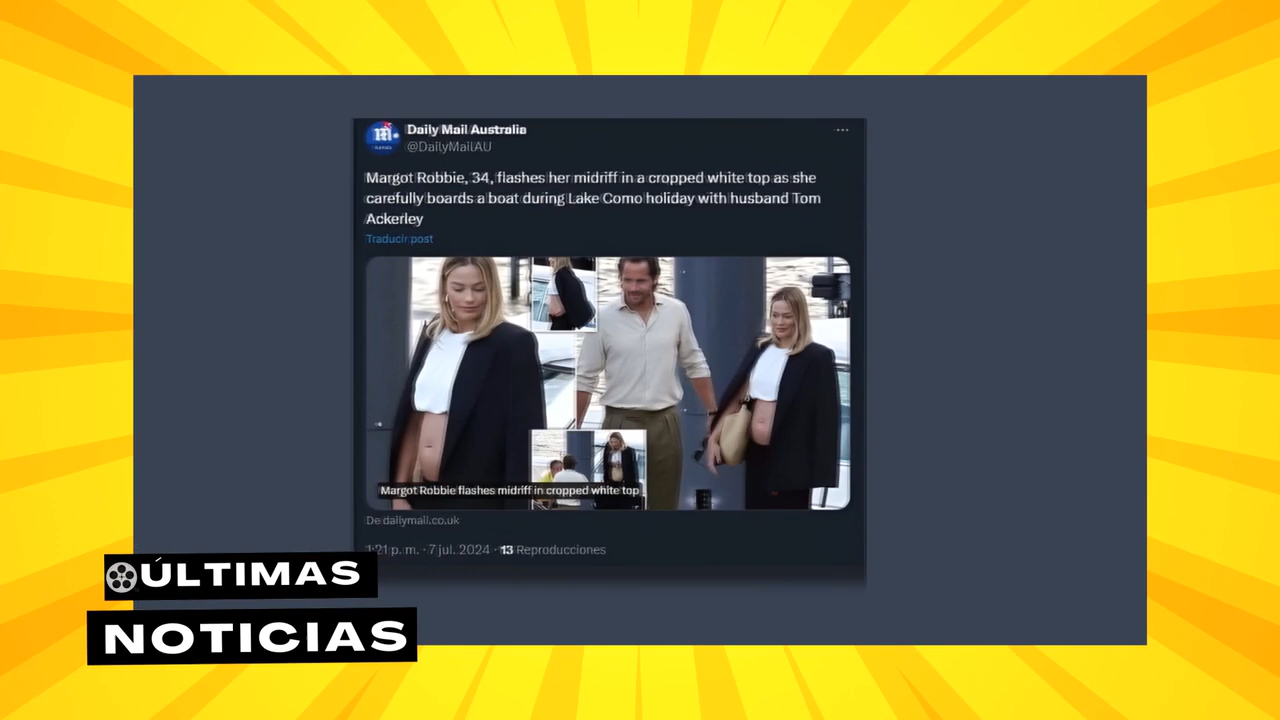 Daily Mail Australia
@DailyMailAU
Margot Robbie, 34, flashes her midriff in a cropped white top as she
carefully boards a boat during Lake Como holiday with husband Tom
Ackerley
Traducir post
Margot Robbie flashes midriff in cropped white top
De dailymail.co.uk
1:21 p. m. · 7 jul. 2024 · 13 Reproducciones
ÚLTIMAS
NOTICIAS